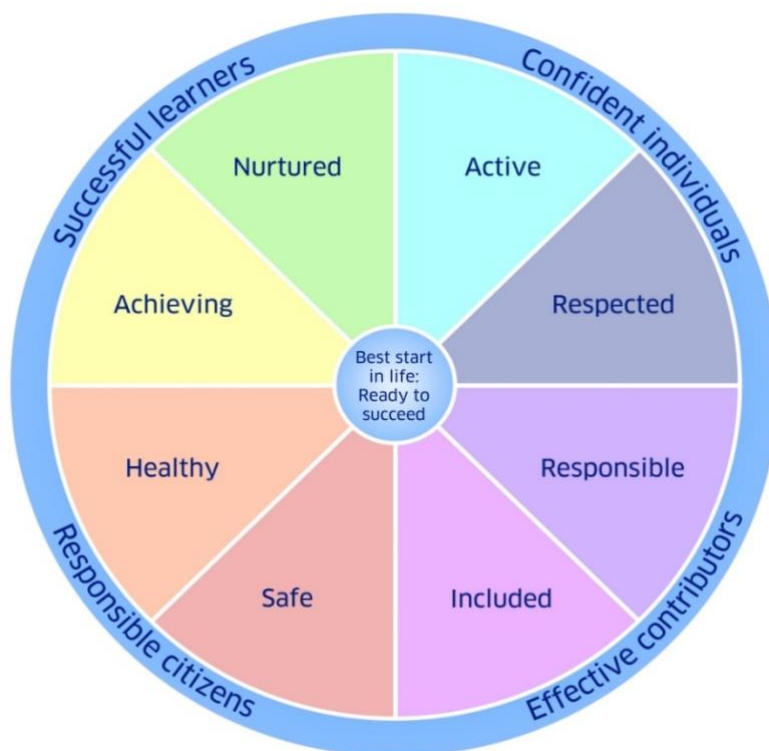 Successful learners
Confident individuals
Nurtured
Active
Achieving
Respected
Best start
in life:
Ready to
succeed
Healthy
Responsible
Safe
Included
Responsible citizens
Effective contributors